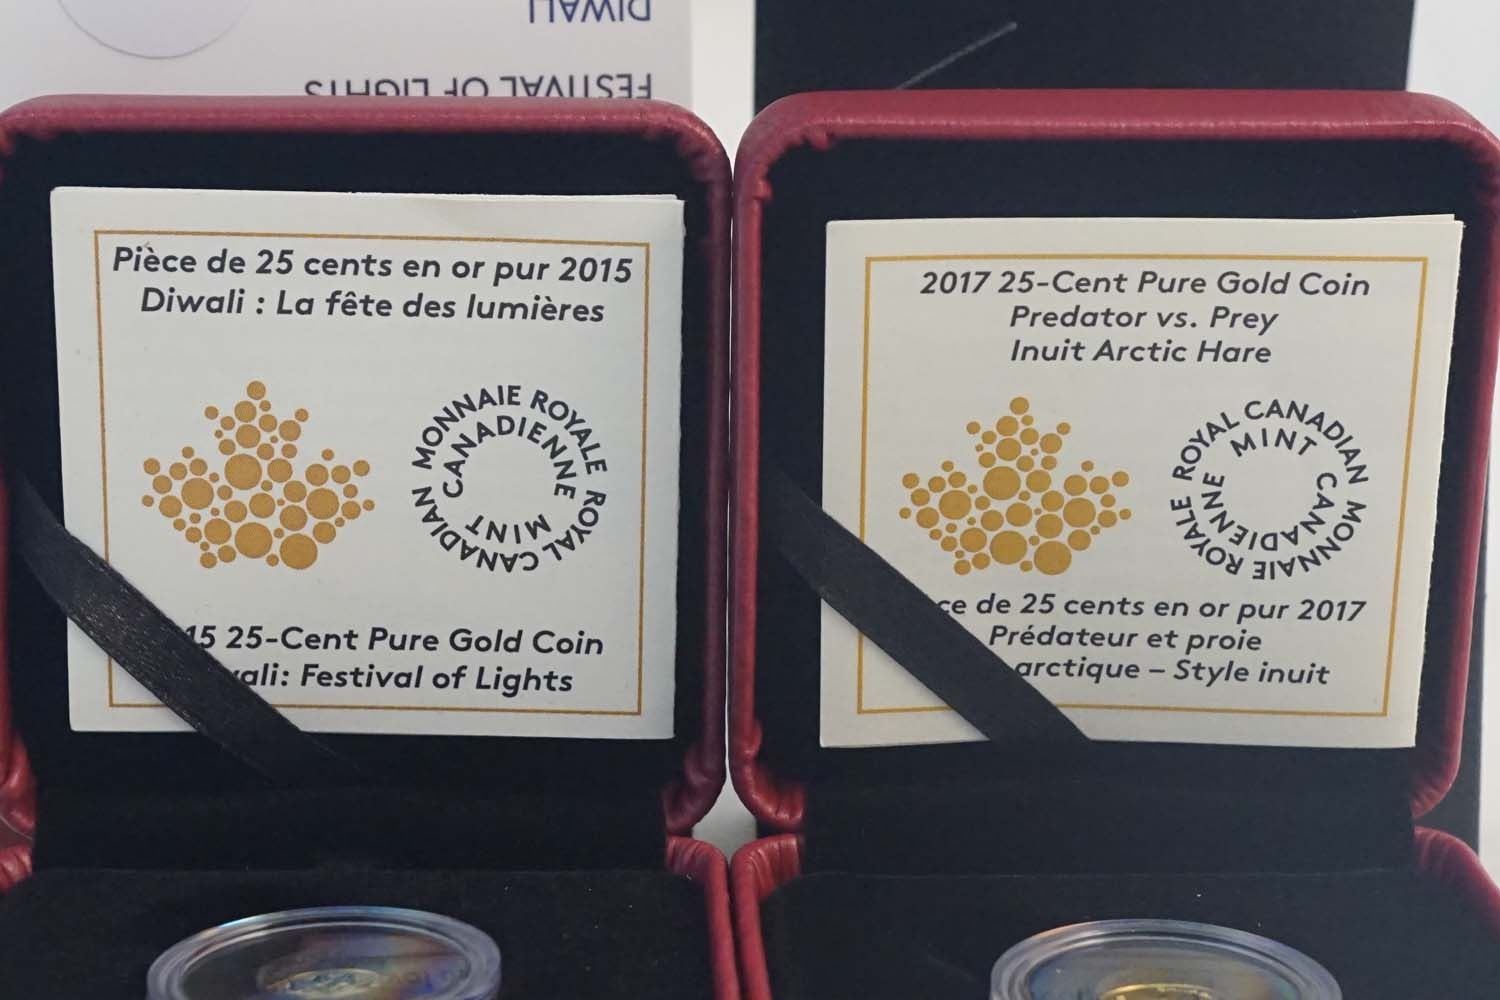 DIWALI
FESTIVAL OF LIGHTS
Pièce de 25 cents en or pur 2015
Diwali : La fête des lumières
MONNAIE ROYALE CANADIENNE
ROYAL CANADIAN MINT
25-Cent Pure Gold Coin
Festival of Lights
2017 25-Cent Pure Gold Coin
Predator vs. Prey
Inuit Arctic Hare
ROYAL CANADIAN MINT
MONNAIE ROYALE CANADIENNE
de 25 cents en or pur 2017
Prédateur et proie
arctique – Style inuit